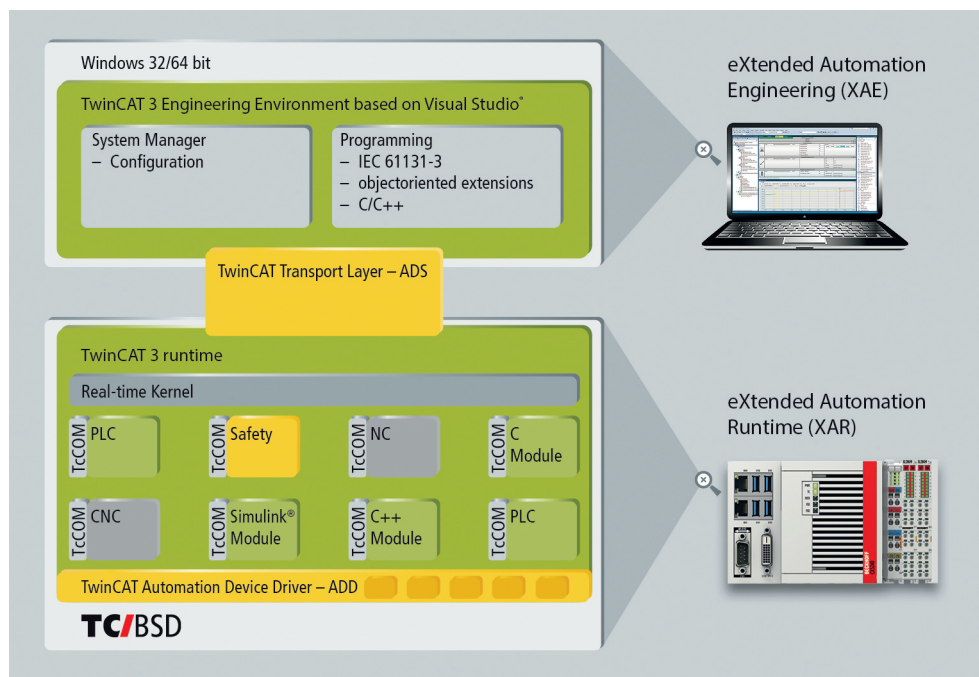 Windows 32/64 bit
TwinCAT 3 Engineering Environment based on Visual Studio®
System Manager
– Configuration
Programming
– IEC 61131-3
– objectoriented extensions
– C/C++
eXtended Automation
Engineering (XAE)
TwinCAT Transport Layer – ADS
TwinCAT 3 runtime
Real-time Kernel
TcCOM
PLC
TcCOM
Safety
TcCOM
NC
TcCOM
C
Module
TcCOM
CNC
TcCOM
Simulink®
Module
TcCOM
C++
Module
TcCOM
PLC
TwinCAT Automation Device Driver – ADD
TC/BSD
eXtended Automation
Runtime (XAR)